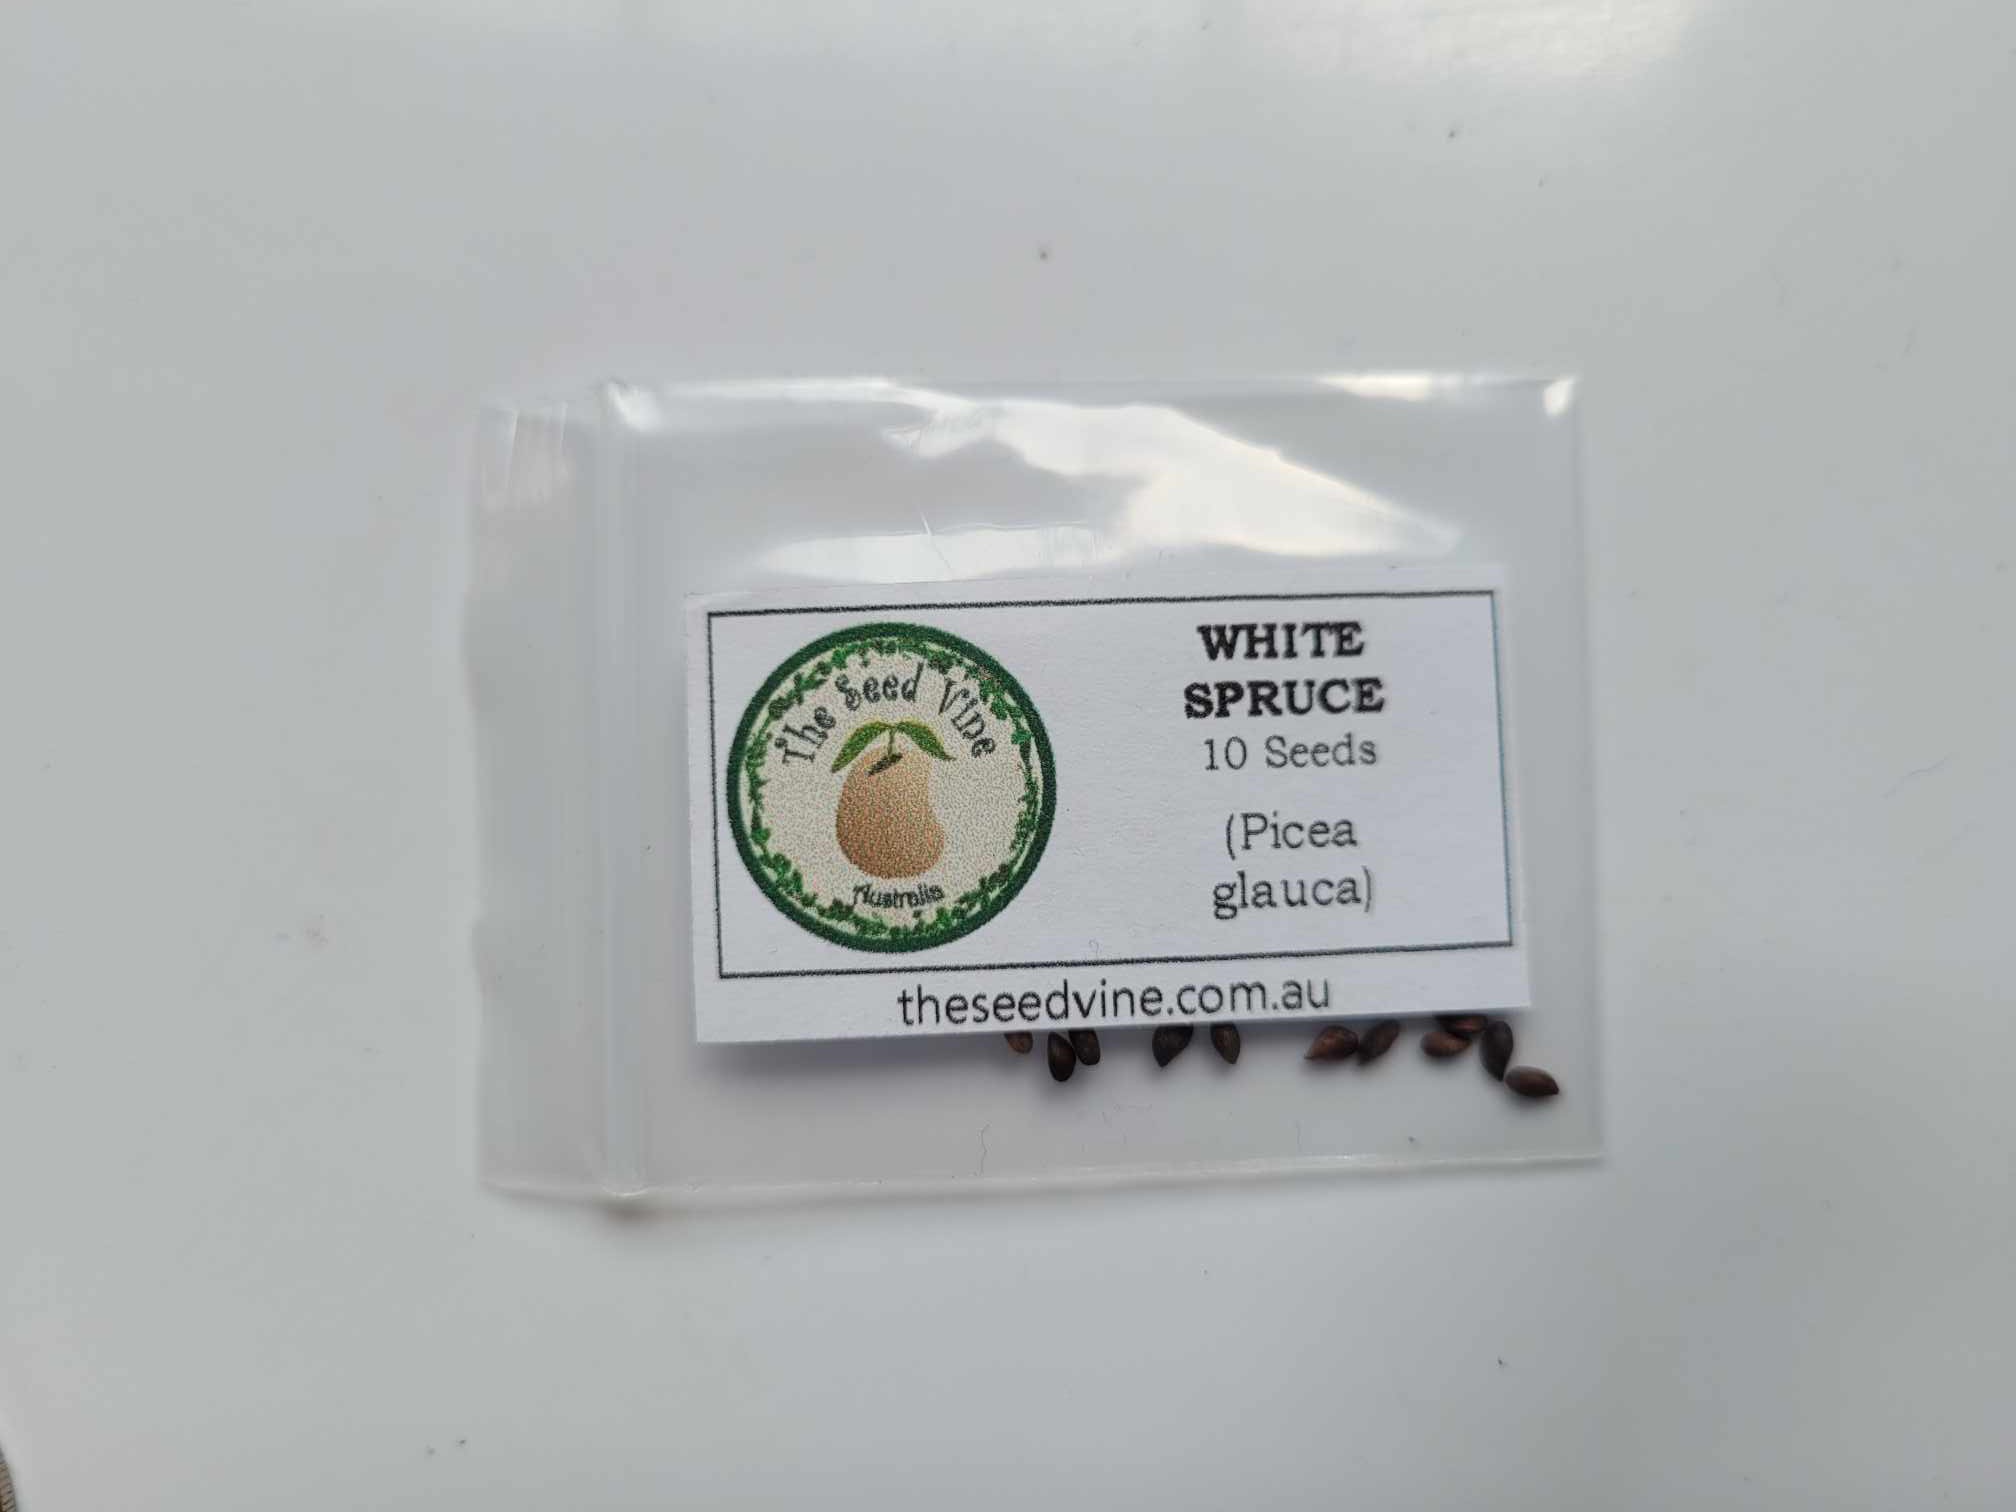 The Seed Vine
Australia
WHITE
SPRUCE
10 Seeds
(Picea
glauca)
theseedvine.com.au